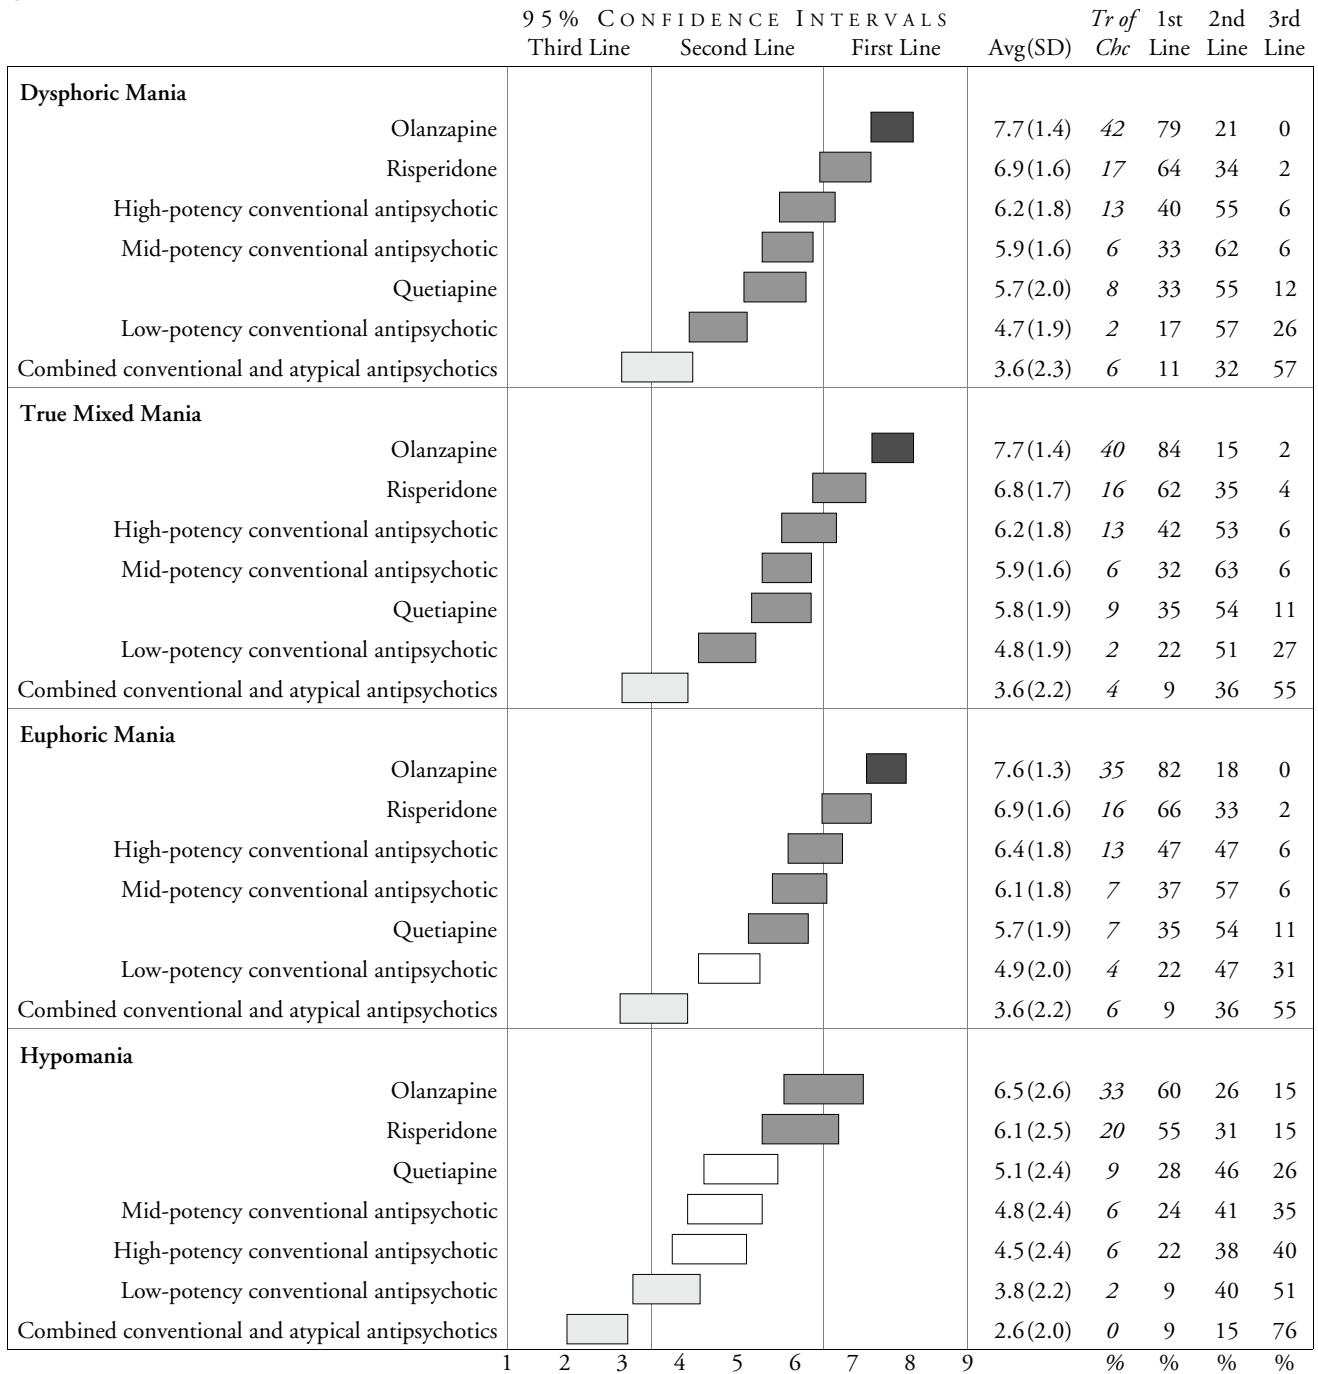 95% CONFIDENCE INTERVALS Tr of 1st 2nd 3rd
Third Line Second Line First Line Avg(SD) Chc Line Line Line
Dysphoric Mania
Olanzapine 7.7(1.4) 42 79 21 0
Risperidone 6.9(1.6) 17 64 34 2
High-potency conventional antipsychotic 6.2(1.8) 13 40 55 6
Mid-potency conventional antipsychotic 5.9(1.6) 6 33 62 6
Quetiapine 5.7(2.0) 8 33 55 12
Low-potency conventional antipsychotic 4.7(1.9) 2 17 57 26
Combined conventional and atypical antipsychotics 3.6(2.3) 6 11 32 57
True Mixed Mania
Olanzapine 7.7(1.4) 40 84 15 2
Risperidone 6.8(1.7) 16 62 35 4
High-potency conventional antipsychotic 6.2(1.8) 13 42 53 6
Mid-potency conventional antipsychotic 5.9(1.6) 6 32 63 6
Quetiapine 5.8(1.9) 9 35 54 11
Low-potency conventional antipsychotic 4.8(1.9) 2 22 51 27
Combined conventional and atypical antipsychotics 3.6(2.2) 4 9 36 55
Euphoric Mania
Olanzapine 7.6(1.3) 35 82 18 0
Risperidone 6.9(1.6) 16 66 33 2
High-potency conventional antipsychotic 6.4(1.8) 13 47 47 6
Mid-potency conventional antipsychotic 6.1(1.8) 7 37 57 6
Quetiapine 5.7(1.9) 7 35 54 11
Low-potency conventional antipsychotic 4.9(2.0) 4 22 47 31
Combined conventional and atypical antipsychotics 3.6(2.2) 6 9 36 55
Hypomania
Olanzapine 6.5(2.6) 33 60 26 15
Risperidone 6.1(2.5) 20 55 31 15
Quetiapine 5.1(2.4) 9 28 46 26
Mid-potency conventional antipsychotic 4.8(2.4) 6 24 41 35
High-potency conventional antipsychotic 4.5(2.4) 6 22 38 40
Low-potency conventional antipsychotic 3.8(2.2) 2 9 40 51
Combined conventional and atypical antipsychotics 2.6(2.0) 0 9 15 76
1 2 3 4 5 6 7 8 9 % % % %